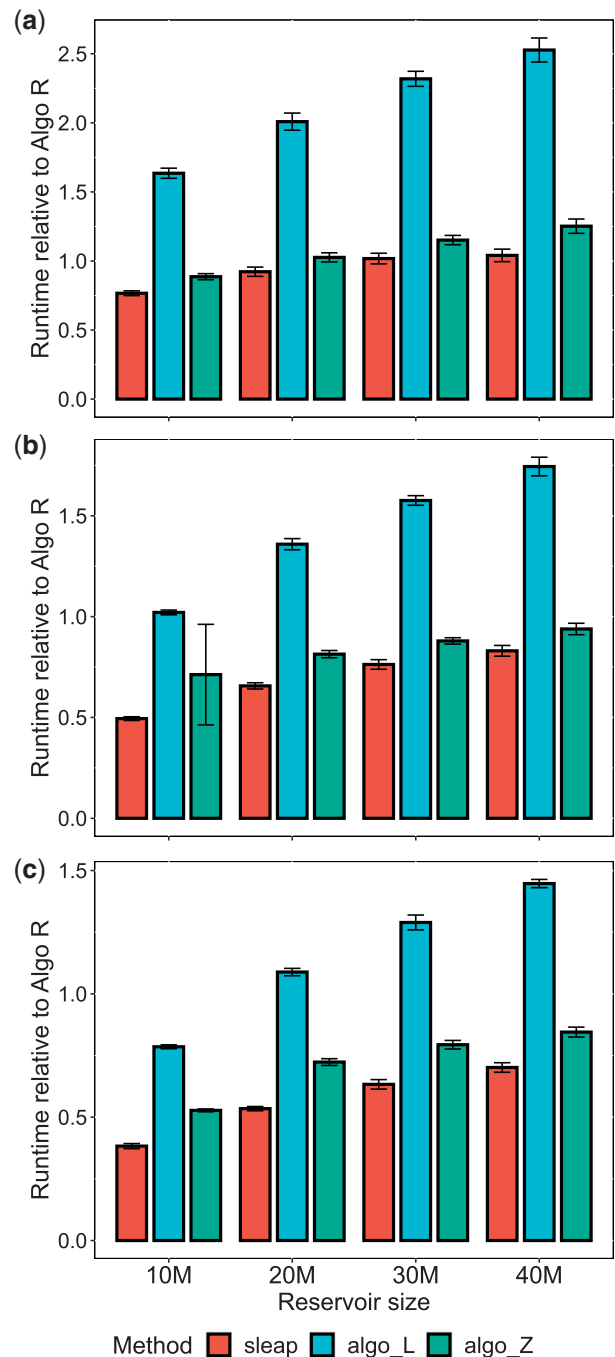 (a)
Runtime relative to Algo R
2.5
2.0
1.5
1.0
0.5
0.0
(b)
Runtime relative to Algo R
1.5
1.0
0.5
0.0
(c)
Runtime relative to Algo R
1.5
1.0
0.5
0.0
10M 20M 30M 40M
Reservoir size
Method sleap algo_L algo_Z